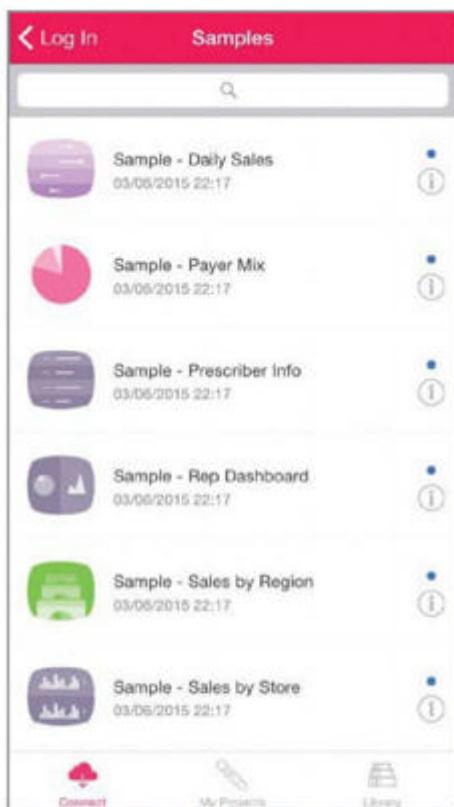 Log In
Samples
Sample - Daily Sales
03/06/2015 22:17
Sample - Payer Mix
03/06/2015 22:17
Sample - Prescriber Info
03/06/2015 22:17
Sample - Rep Dashboard
03/06/2015 22:17
Sample - Sales by Region
03/06/2015 22:17
Sample - Sales by Store
03/06/2015 22:17
Connect
My Projects
Library